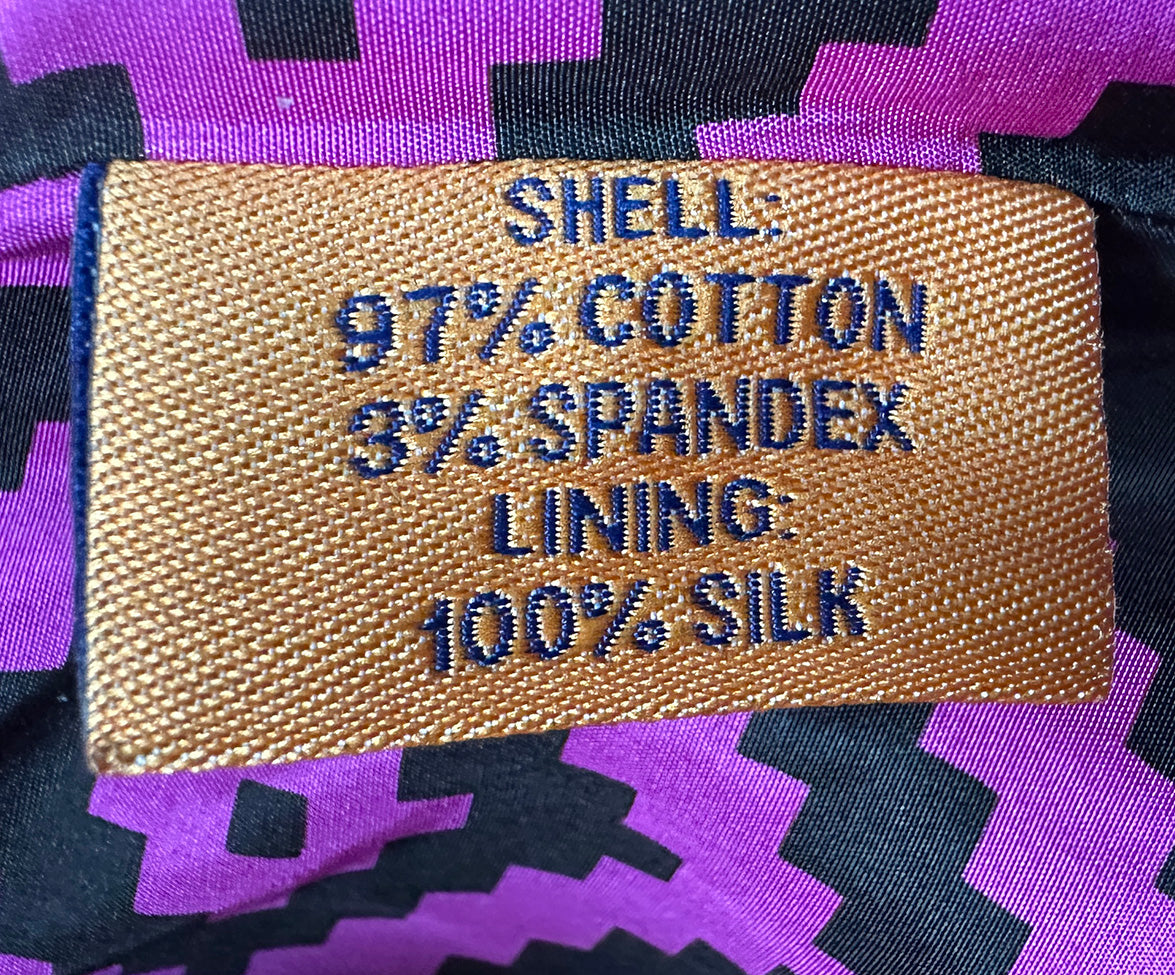 SHELL:
97% COTTON
3% SPANDEX
LINING:
100% SILK